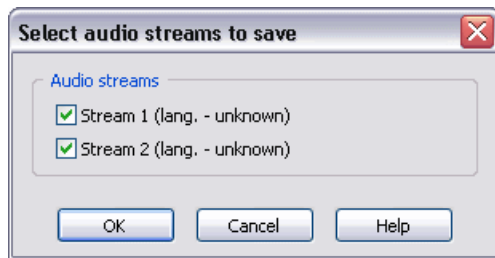 Select audio streams to save
Audio streams
Stream 1 (lang. - unknown)
Stream 2 (lang. - unknown)
OK Cancel Help